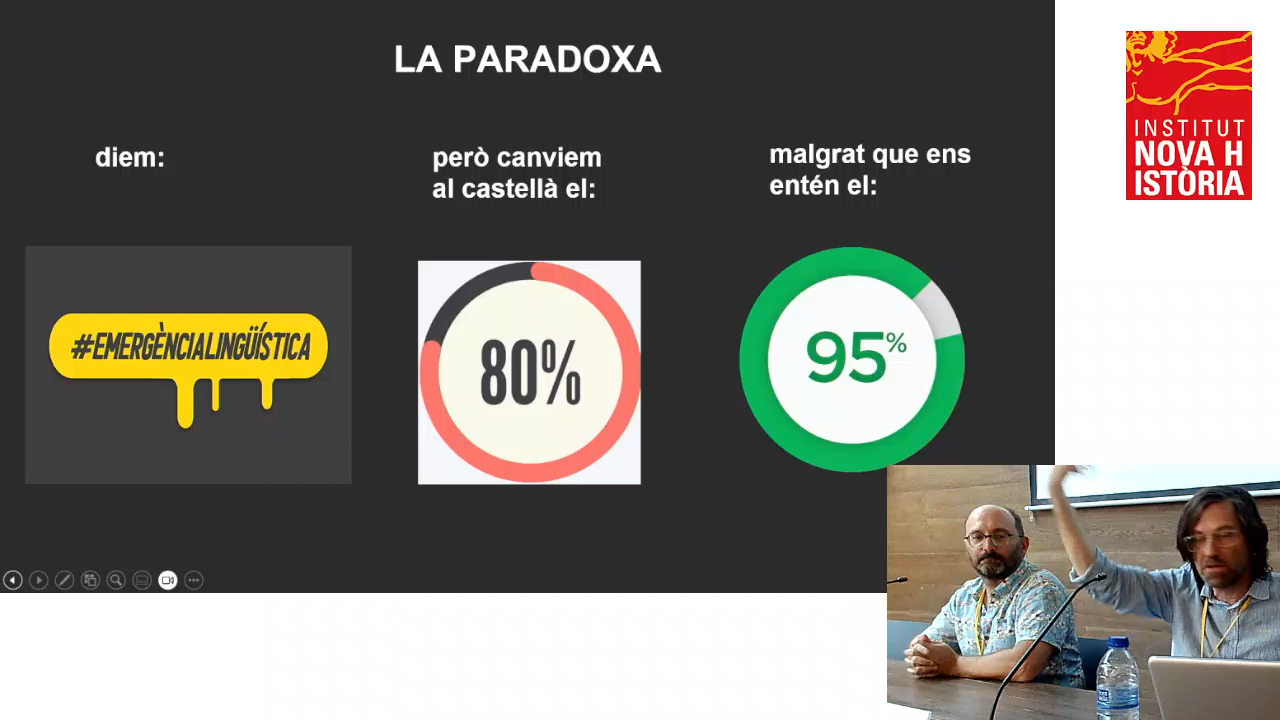 LA PARADOXA
diem:
però canviem
al castellà el:
malgrat que ens
entén el:
#EMERGÈNCIALINGÜÍSTICA
80%
95%
INSTITUT
NOVA H
ISTÒRIA